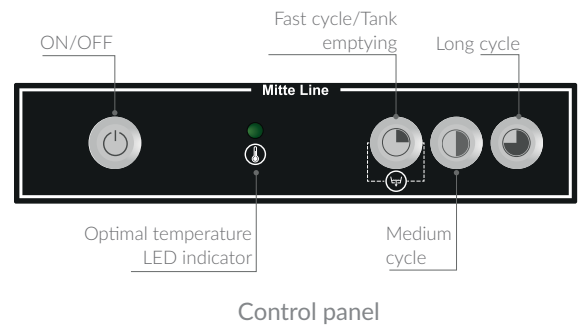 Fast cycle/Tank
emptying
ON/OFF
Long cycle
Mitte Line
Optimal temperature
LED indicator
Medium
cycle
Control panel